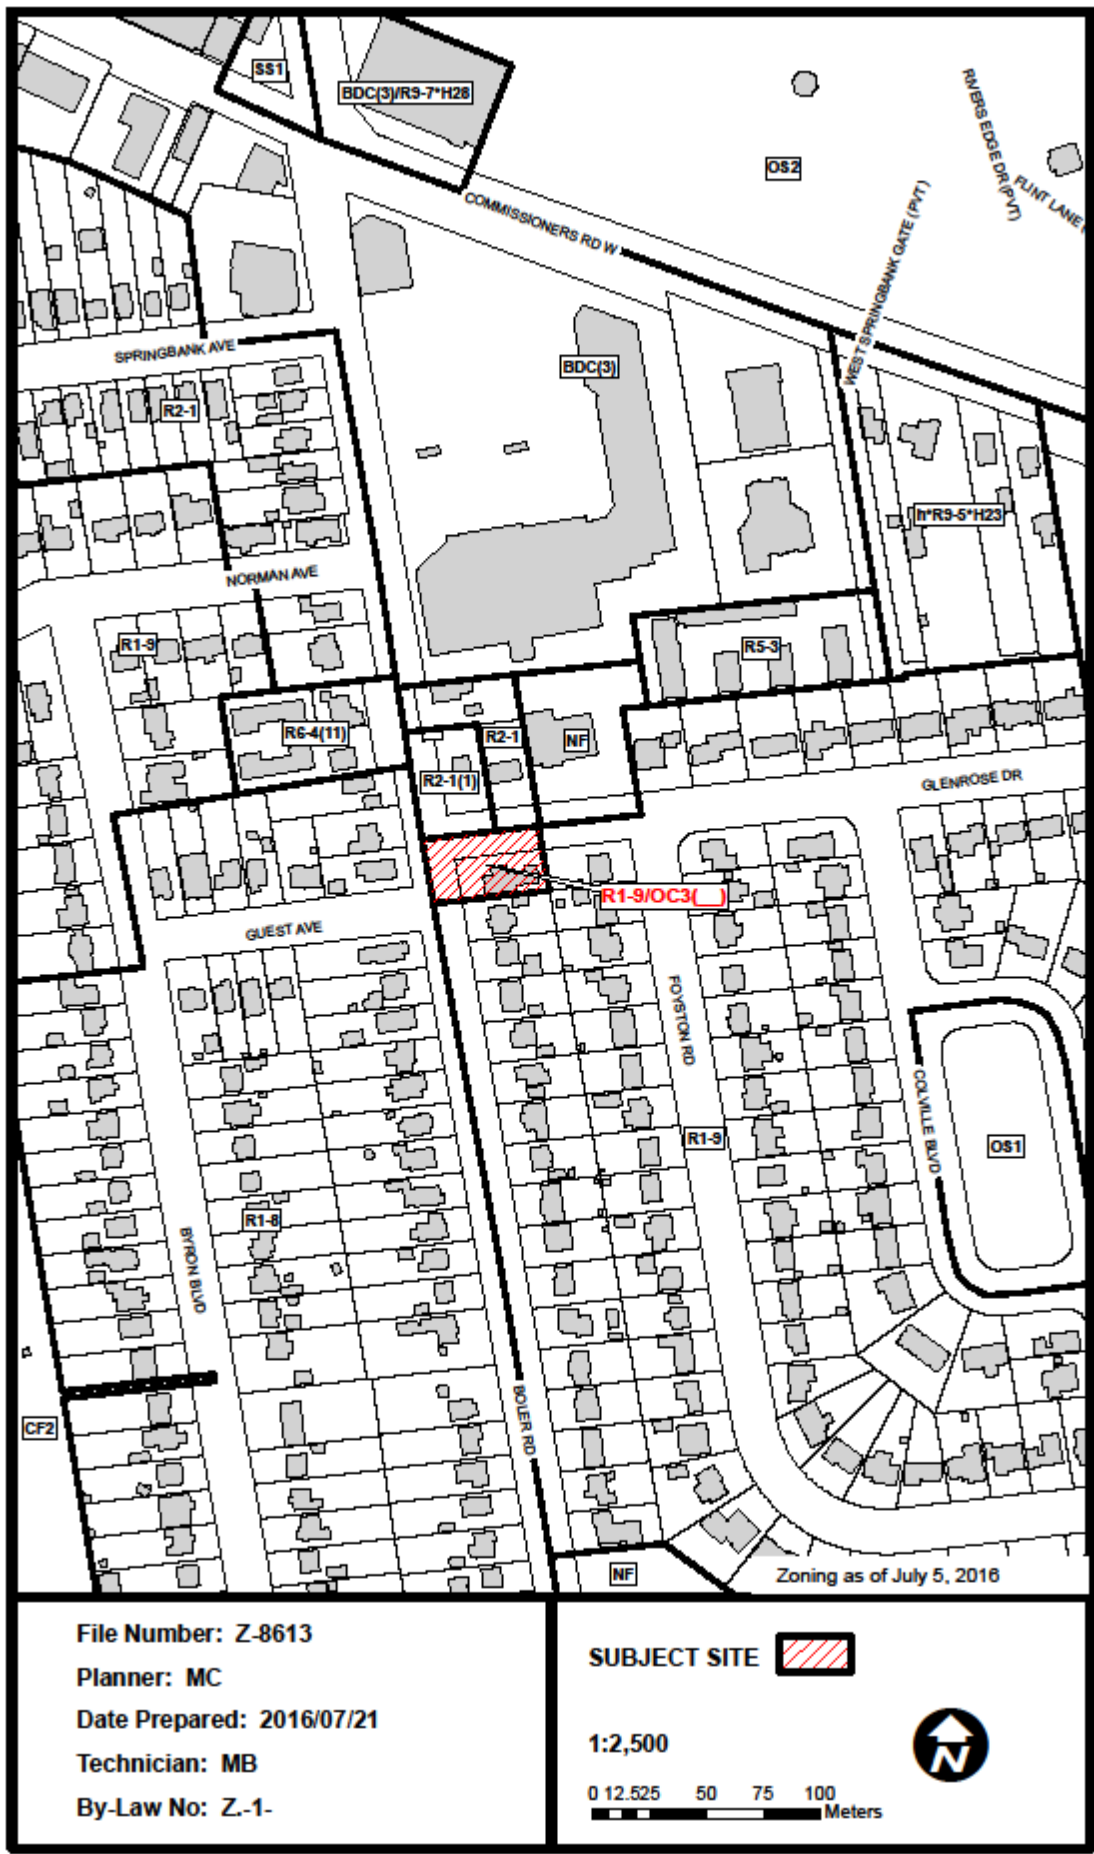 SS1
BDC(3)/R9-7*H28
OS2
RIVERS EDGE DR (PVT)
FLINT LANE (
COMMISSIONERS RD W
WEST SPRINGBANK GATE (PVT)
SPRINGBANK AVE
BDC(3)
R2-1
h*R9-5*H23
NORMAN AVE
R1-9
R5-3
R6-4(11)
R2-1
NF
R2-1(1)
GLENROSE DR
R1-9/OC3(__)
GUEST AVE
FOYSTON RD
COLVILLE BLVD
R1-9
OS1
R1-8
BYRON BLVD
BOLER RD
CF2
NF
Zoning as of July 5, 2016
File Number: Z-8613
Planner: MC
Date Prepared: 2016/07/21
Technician: MB
By-Law No: Z.-1-
SUBJECT SITE
1:2,500
N
0 12.525 50 75 100
Meters